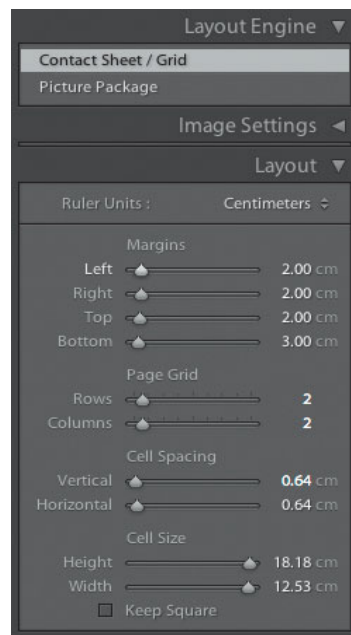 Layout Engine
Contact Sheet / Grid
Picture Package
Image Settings
Layout
Ruler Units : Centimeters
Margins
Left 2.00 cm
Right 2.00 cm
Top 2.00 cm
Bottom 3.00 cm
Page Grid
Rows 2
Columns 2
Cell Spacing
Vertical 0.64 cm
Horizontal 0.64 cm
Cell Size
Height 18.18 cm
Width 12.53 cm
Keep Square